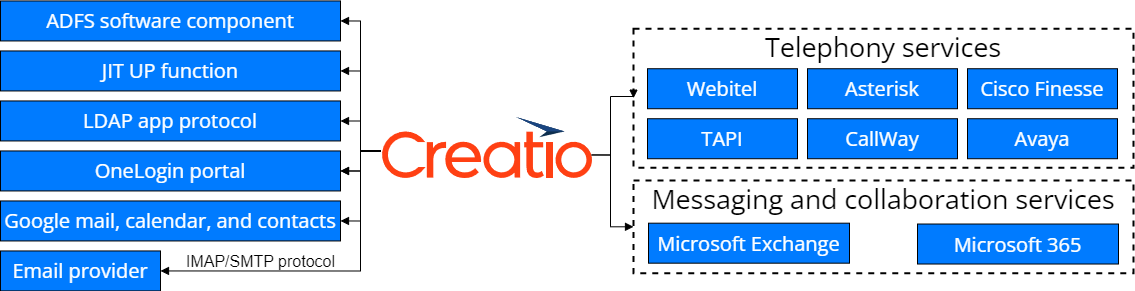 ADFS software component
JIT UP function
LDAP app protocol
OneLogin portal
Google mail, calendar, and contacts
Email provider
IMAP/SMTP protocol
Creatio
Telephony services
Webitel
Asterisk
Cisco Finesse
TAPI
CallWay
Avaya
Messaging and collaboration services
Microsoft Exchange
Microsoft 365